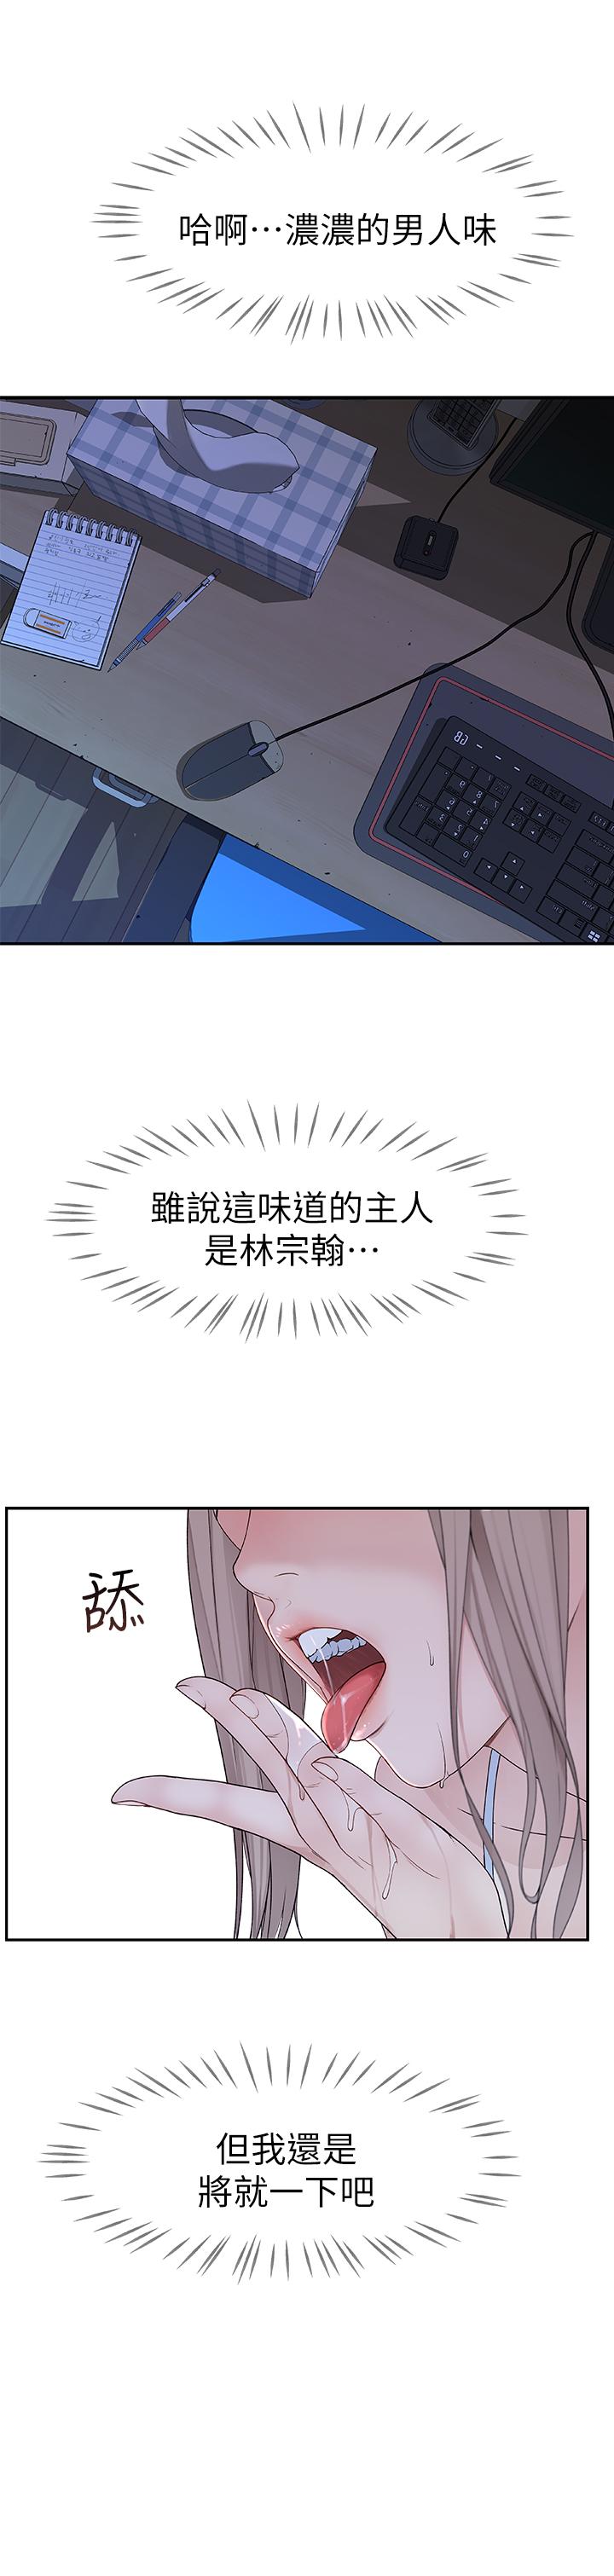 哈啊⋯濃濃的男人味
雖說這味道的主人
是林宗翰⋯
舔
但我還是
將就一下吧